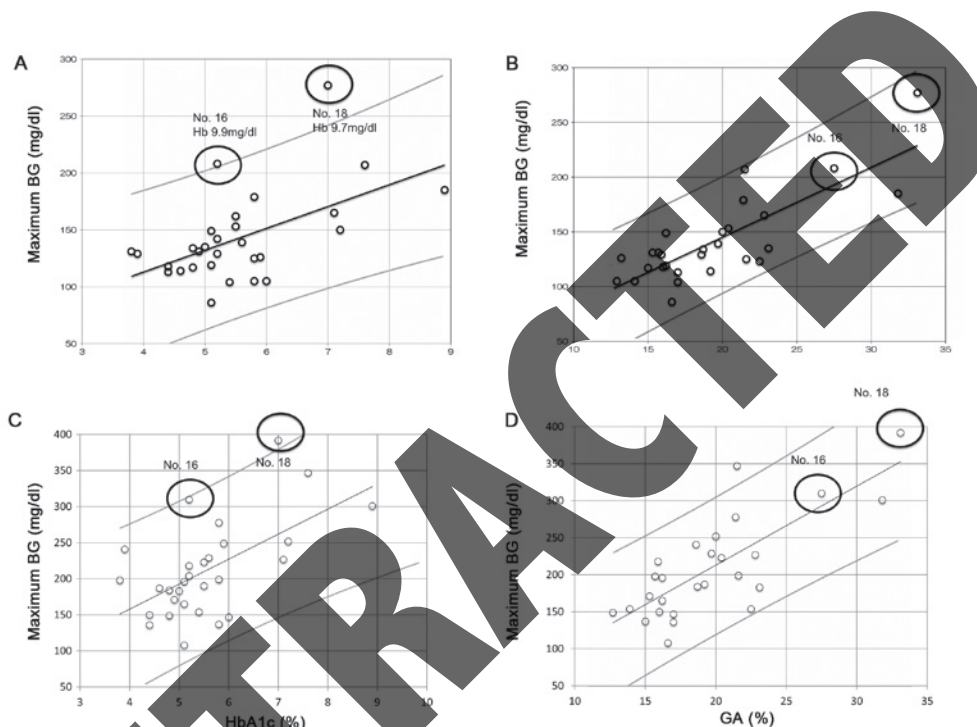 A
Maximum BG (mg/dl)
300
250
200
150
100
50
3 4 5 6 7 8 9
No. 16
Hb 9.9mg/dl
No. 18
Hb 9.7mg/dl
B
Maximum BG (mg/dl)
300
250
200
150
100
50
10 15 20 25 30 35
No. 16
No. 18
C
Maximum BG (mg/dl)
400
350
300
250
200
150
100
50
3 4 5 6 7 8 9 10
HbA1c (%)
No. 16
No. 18
D
Maximum BG (mg/dl)
400
350
300
250
200
150
100
50
10 15 20 25 30 35
GA (%)
No. 16
No. 18
RETRACTED